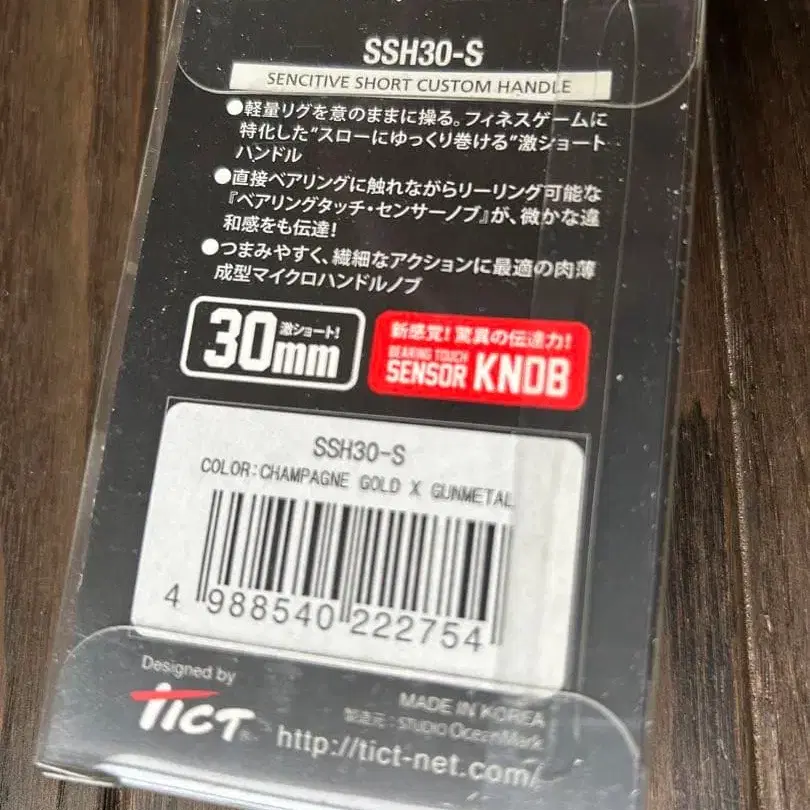 SSH30-S
SENCITIVE SHORT CUSTOM HANDLE
●軽量リグを意のままに操る。フィネスゲームに
特化した“スローにゆっくり巻ける”激ショート
ハンドル
●直接ベアリングに触れながらリーリング可能な
『ベアリングタッチ・センサーノブ』が、微かな違
和感をも伝達!
●つまみやすく、繊細なアクションに最適の肉薄
成型マイクロハンドルノブ
激ショート!
30mm
新感覚!驚異の伝達力!
BEARING TOUCH
SENSOR KNOB
SSH30-S
COLOR:CHAMPAGNE GOLD X GUNMETAL
4 988540 222754
Designed by
TICT
MADE IN KOREA
製造元:STUDIO OceanMark
http://tict-net.com/